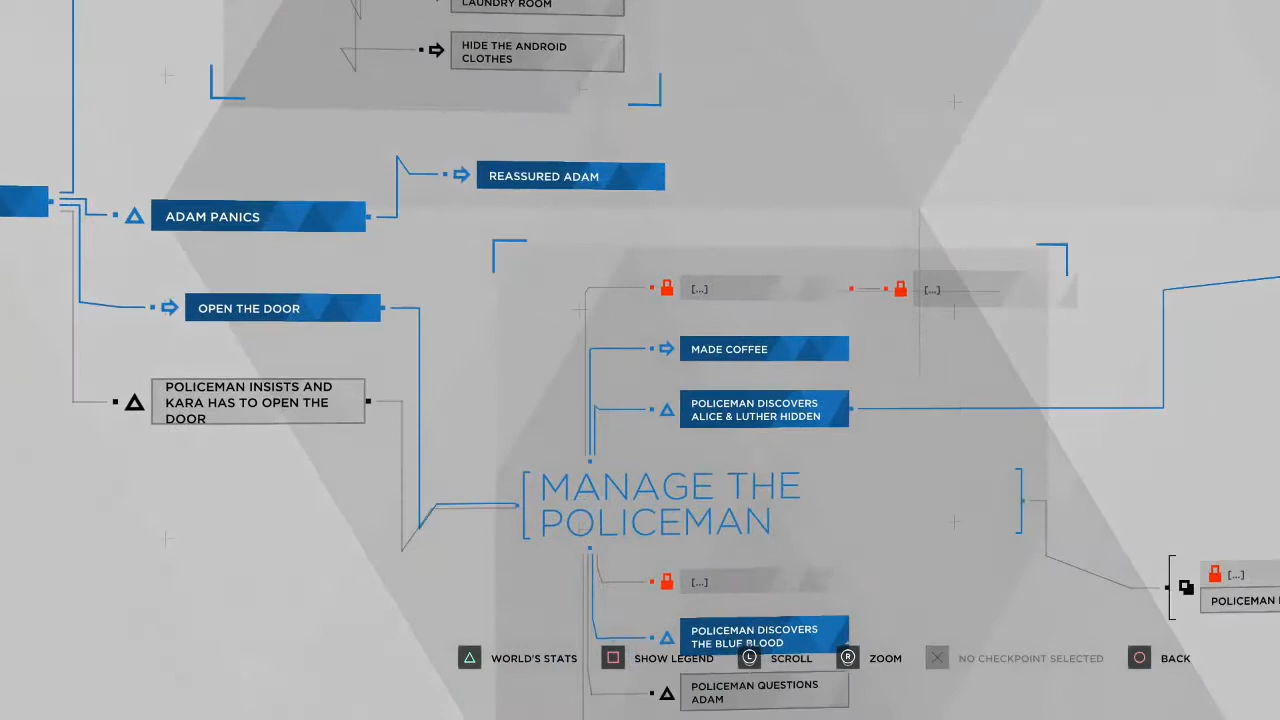 LAUNDRY ROOM
HIDE THE ANDROID
CLOTHES
REASSURED ADAM
ADAM PANICS
[...]
[...]
OPEN THE DOOR
MADE COFFEE
POLICEMAN INSISTS AND
KARA HAS TO OPEN THE
DOOR
POLICEMAN DISCOVERS
ALICE & LUTHER HIDDEN
MANAGE THE
POLICEMAN
[...]
[...]
POLICEMAN
POLICEMAN DISCOVERS
THE BLUE BLOOD
WORLD'S STATS
SHOW LEGEND
L
SCROLL
R
ZOOM
NO CHECKPOINT SELECTED
BACK
POLICEMAN QUESTIONS
ADAM